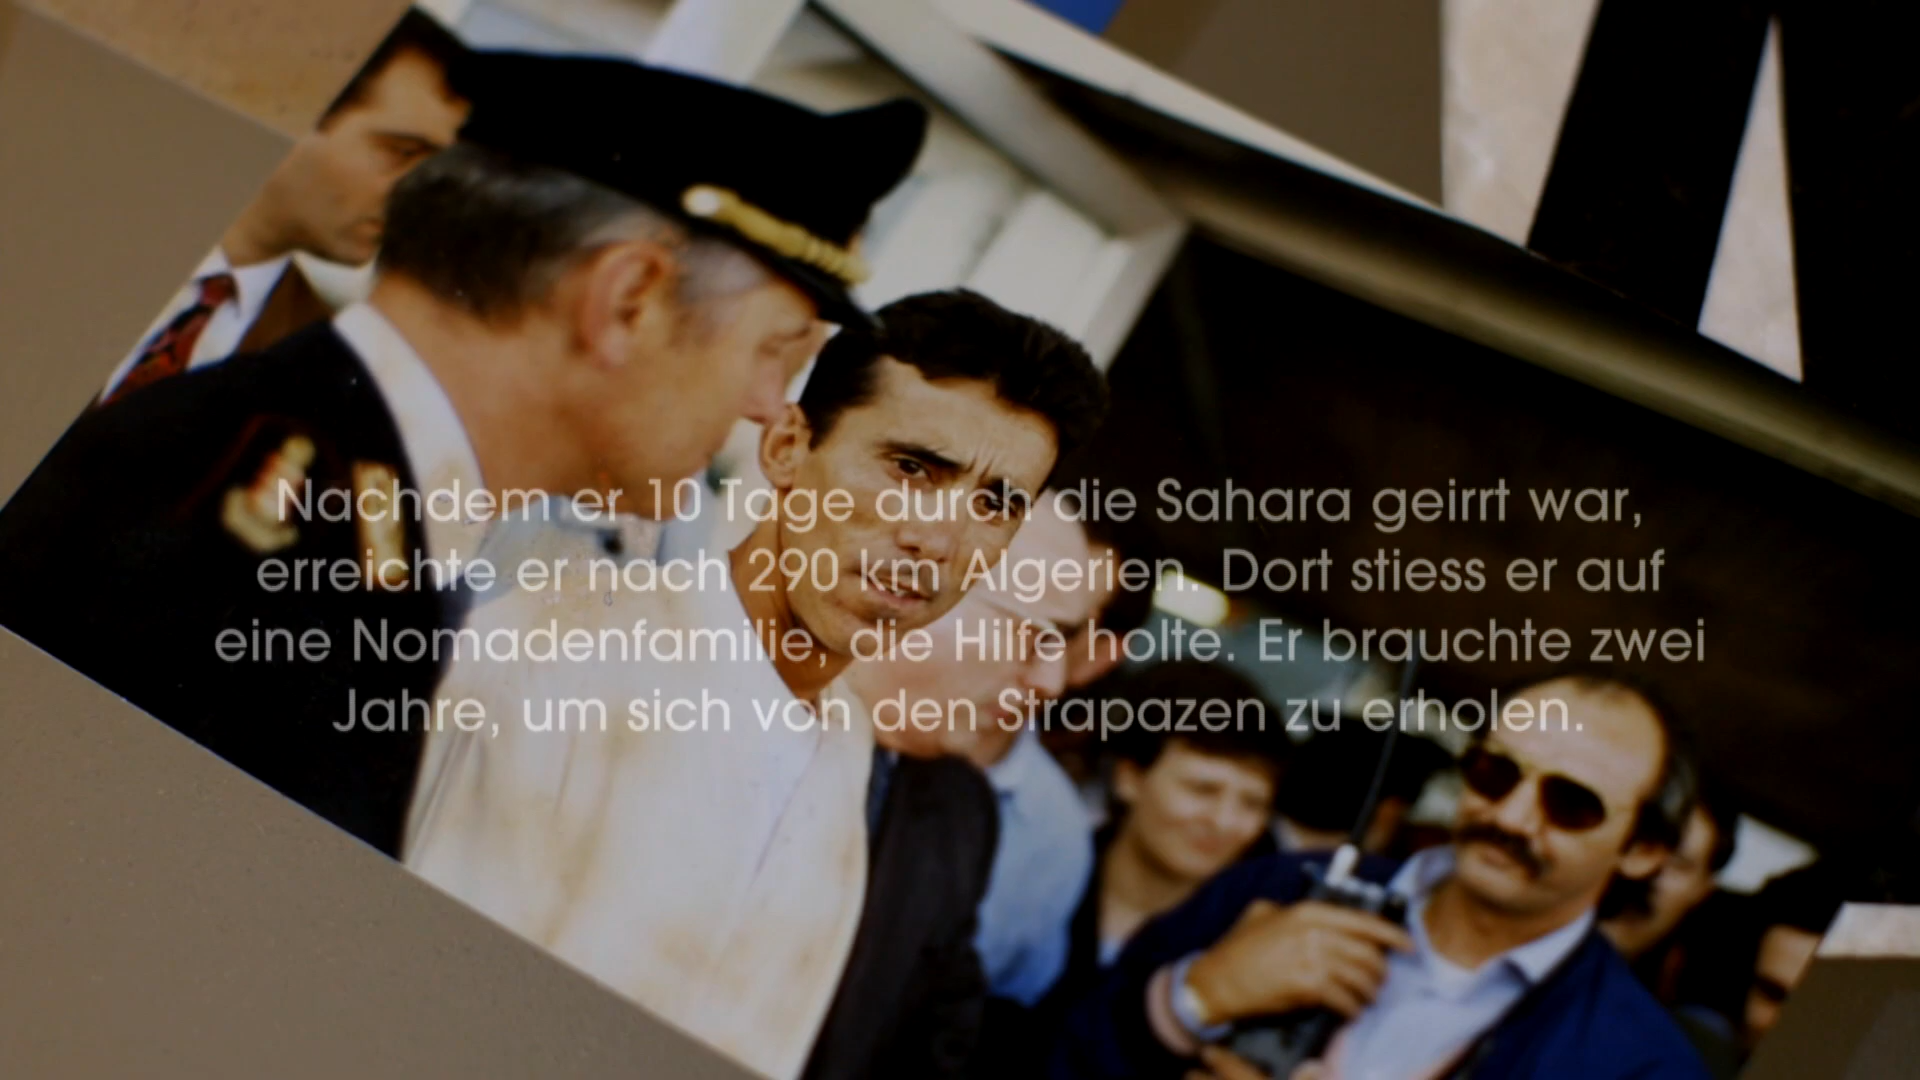 Nachdem er 10 Tage durch die Sahara geirrt war,
erreichte er nach 290 km Algerien. Dort stiess er auf
eine Nomadenfamilie, die Hilfe holte. Er brauchte zwei
Jahre, um sich von den Strapazen zu erholen.